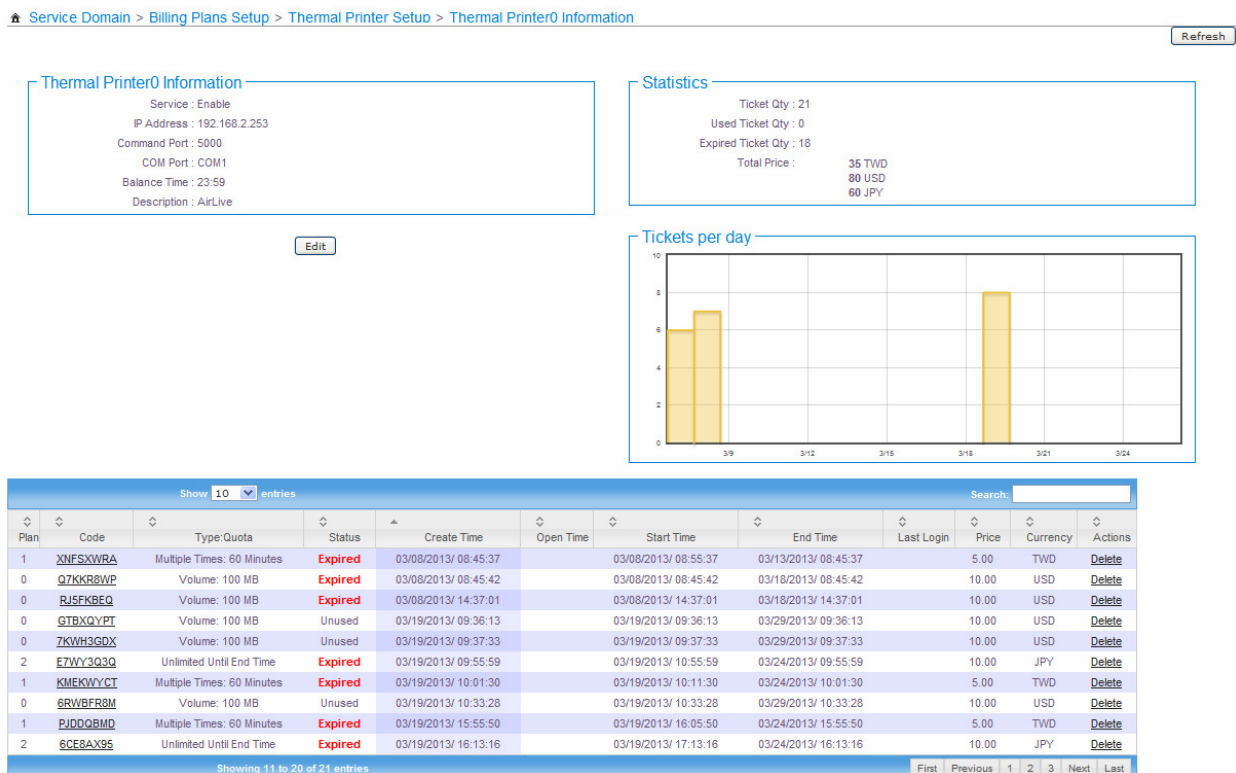 Service Domain > Billing Plans Setup > Thermal Printer Setup > Thermal Printer0 Information
Refresh
Thermal Printer0 Information
Service : Enable
IP Address : 192.168.2.253
Command Port : 5000
COM Port : COM1
Balance Time : 23:59
Description : AirLive
Edit
Statistics
Ticket Qty : 21
Used Ticket Qty : 0
Expired Ticket Qty : 18
Total Price : 35 TWD
80 USD
60 JPY
Tickets per day
10
8
6
4
2
0
3/9 3/12 3/15 3/18 3/21 3/24
Show 10 entries Search:
Plan Code Type:Quota Status Create Time Open Time Start Time End Time Last Login Price Currency Actions
1 XNFSXWRA Multiple Times: 60 Minutes Expired 03/08/2013/ 08:45:37 03/08/2013/ 08:55:37 03/13/2013/ 08:45:37 5.00 TWD Delete
0 Q7KKR8WP Volume: 100 MB Expired 03/08/2013/ 08:45:42 03/08/2013/ 08:45:42 03/18/2013/ 08:45:42 10.00 USD Delete
0 RJ5FKBEQ Volume: 100 MB Expired 03/08/2013/ 14:37:01 03/08/2013/ 14:37:01 03/18/2013/ 14:37:01 10.00 USD Delete
0 GTBXQYPT Volume: 100 MB Unused 03/19/2013/ 09:36:13 03/19/2013/ 09:36:13 03/29/2013/ 09:36:13 10.00 USD Delete
0 7KWH3GDX Volume: 100 MB Unused 03/19/2013/ 09:37:33 03/19/2013/ 09:37:33 03/29/2013/ 09:37:33 10.00 USD Delete
2 E7WY3Q3Q Unlimited Until End Time Expired 03/19/2013/ 09:55:59 03/19/2013/ 10:55:59 03/24/2013/ 09:55:59 10.00 JPY Delete
1 KMEKWYCT Multiple Times: 60 Minutes Expired 03/19/2013/ 10:01:30 03/19/2013/ 10:11:30 03/24/2013/ 10:01:30 5.00 TWD Delete
0 6RWBFR8M Volume: 100 MB Unused 03/19/2013/ 10:33:28 03/19/2013/ 10:33:28 03/29/2013/ 10:33:28 10.00 USD Delete
1 PJDDQBMD Multiple Times: 60 Minutes Expired 03/19/2013/ 15:55:50 03/19/2013/ 16:05:50 03/24/2013/ 15:55:50 5.00 TWD Delete
2 6CE8AX95 Unlimited Until End Time Expired 03/19/2013/ 16:13:16 03/19/2013/ 17:13:16 03/24/2013/ 16:13:16 10.00 JPY Delete
Showing 11 to 20 of 21 entries First Previous 1 2 3 Next Last